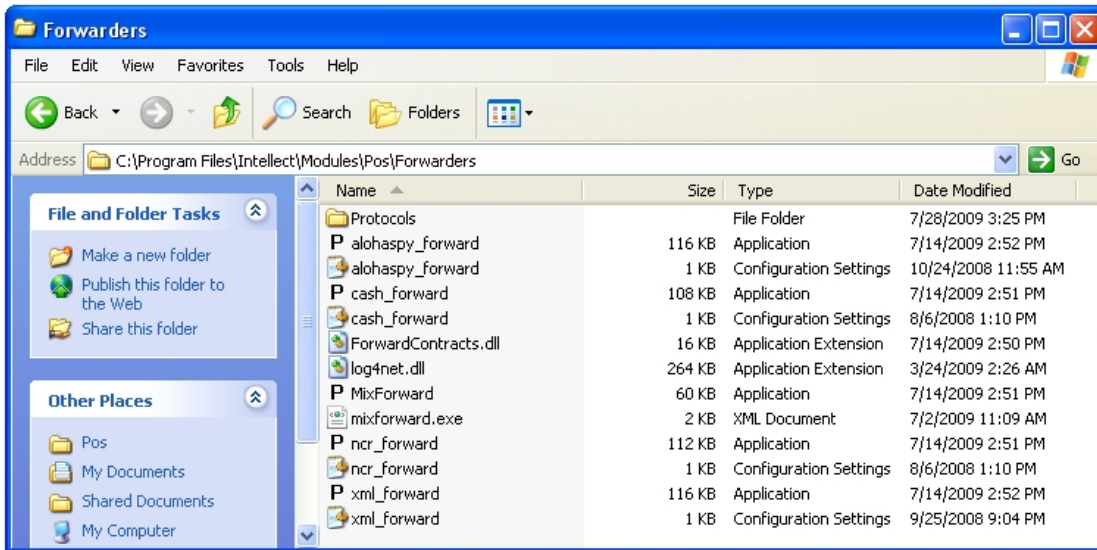 Forwarders
File Edit View Favorites Tools Help
Back Search Folders
Address C:\Program Files\Intellect\Modules\Pos\Forwarders Go
File and Folder Tasks
Make a new folder
Publish this folder to
the Web
Share this folder
Other Places
Pos
My Documents
Shared Documents
My Computer
Name Size Type Date Modified
Protocols File Folder 7/28/2009 3:25 PM
P alohaspy_forward 116 KB Application 7/14/2009 2:52 PM
alohaspy_forward 1 KB Configuration Settings 10/24/2008 11:55 AM
P cash_forward 108 KB Application 7/14/2009 2:51 PM
cash_forward 1 KB Configuration Settings 8/6/2008 1:10 PM
ForwardContracts.dll 16 KB Application Extension 7/14/2009 2:50 PM
log4net.dll 264 KB Application Extension 3/24/2009 2:26 AM
P MixForward 60 KB Application 7/14/2009 2:51 PM
mixforward.exe 2 KB XML Document 7/2/2009 11:09 AM
P ncr_forward 112 KB Application 7/14/2009 2:51 PM
ncr_forward 1 KB Configuration Settings 8/6/2008 1:10 PM
P xml_forward 116 KB Application 7/14/2009 2:52 PM
xml_forward 1 KB Configuration Settings 9/25/2008 9:04 PM